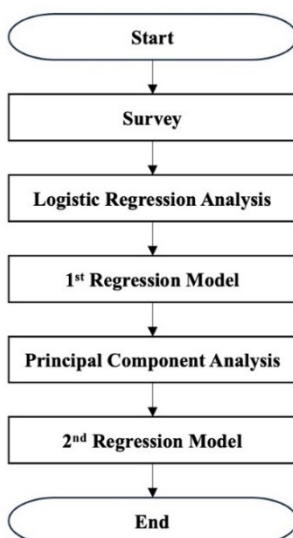 Start
Survey
Logistic Regression Analysis
1st Regression Model
Principal Component Analysis
2nd Regression Model
End